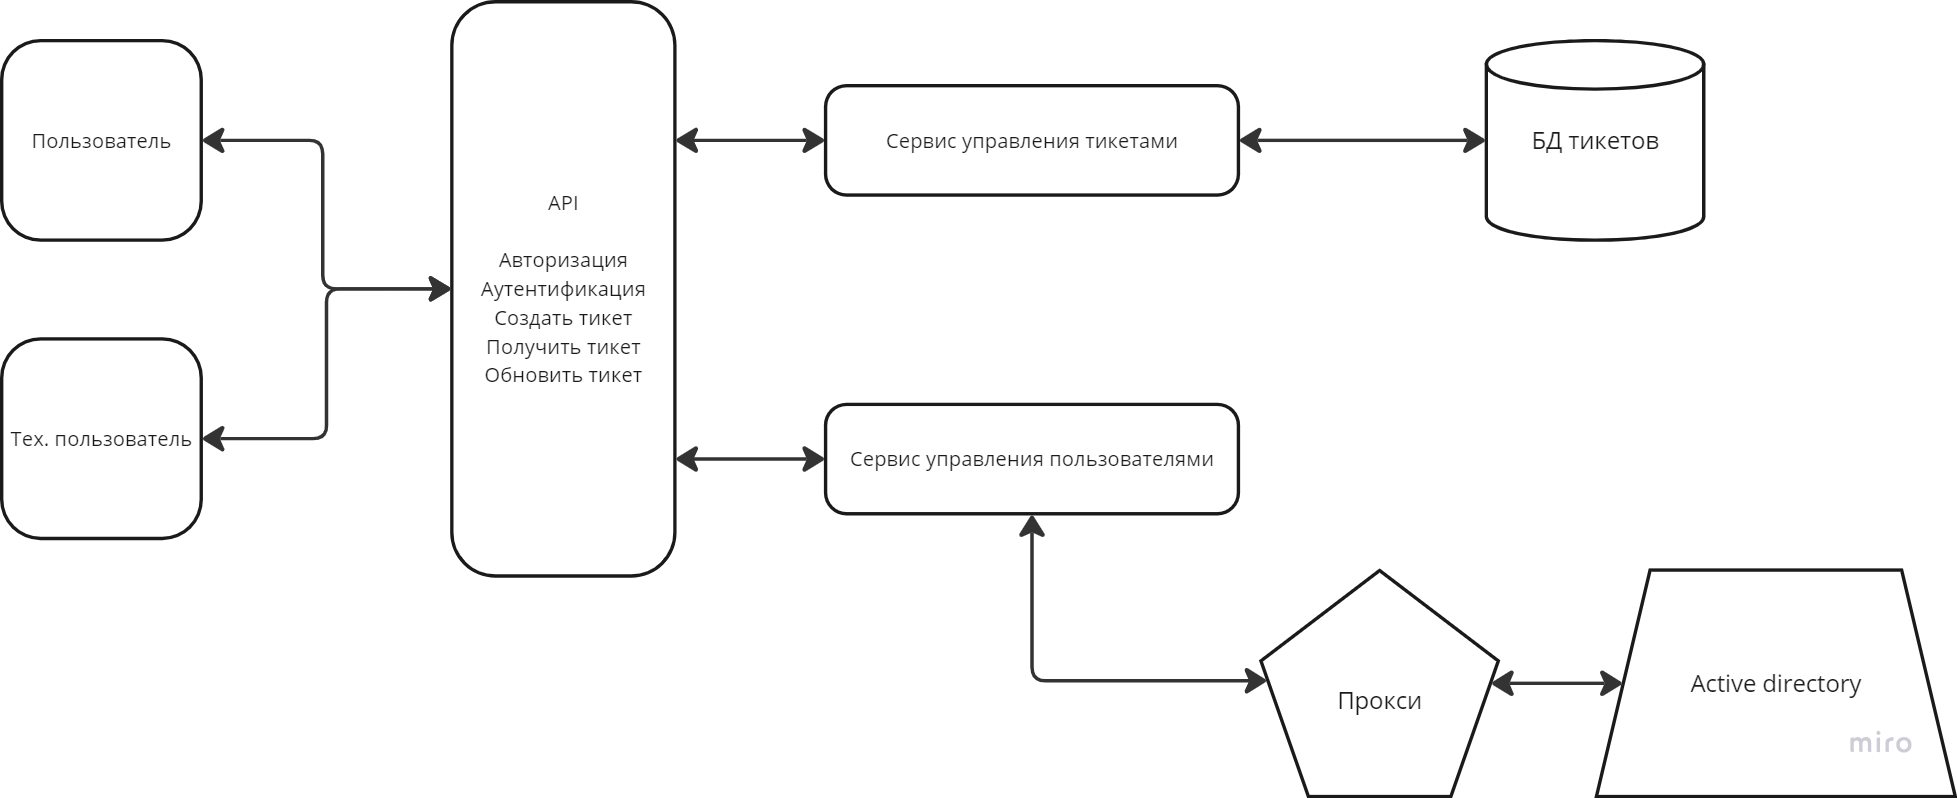 Пользователь
Тех. пользователь
API
Авторизация
Аутентификация
Создать тикет
Получить тикет
Обновить тикет
Сервис управления тикетами
БД тикетов
Сервис управления пользователями
Прокси
Active directory
miro